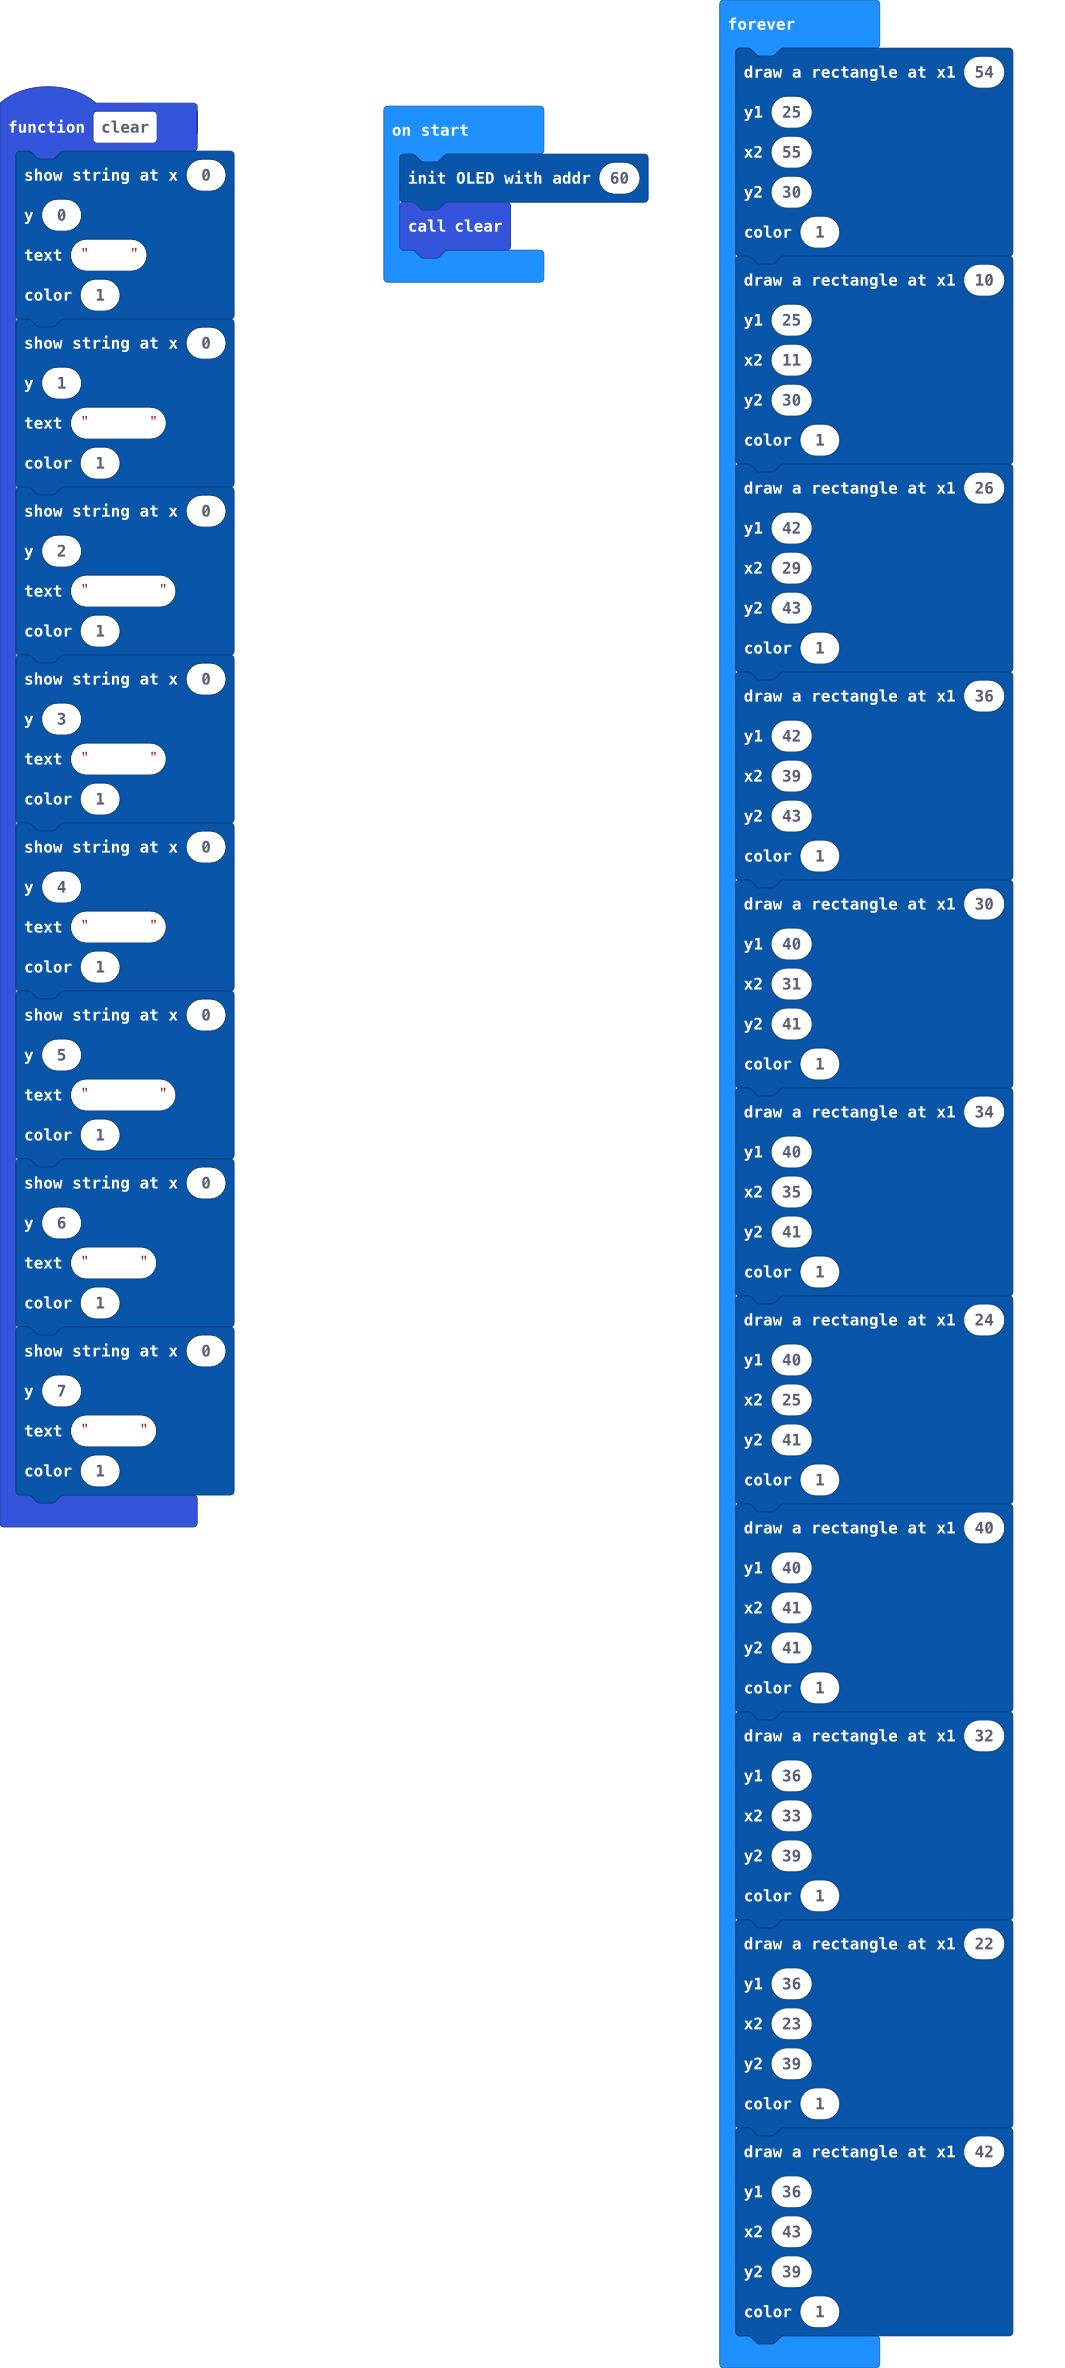 function clear
show string at x 0
y 0
text " "
color 1
show string at x 0
y 1
text " "
color 1
show string at x 0
y 2
text " "
color 1
show string at x 0
y 3
text " "
color 1
show string at x 0
y 4
text " "
color 1
show string at x 0
y 5
text " "
color 1
show string at x 0
y 6
text " "
color 1
show string at x 0
y 7
text " "
color 1
on start
init OLED with addr 60
call clear
forever
draw a rectangle at x1 54
y1 25
x2 55
y2 30
color 1
draw a rectangle at x1 10
y1 25
x2 11
y2 30
color 1
draw a rectangle at x1 26
y1 42
x2 29
y2 43
color 1
draw a rectangle at x1 36
y1 42
x2 39
y2 43
color 1
draw a rectangle at x1 30
y1 40
x2 31
y2 41
color 1
draw a rectangle at x1 34
y1 40
x2 35
y2 41
color 1
draw a rectangle at x1 24
y1 40
x2 25
y2 41
color 1
draw a rectangle at x1 40
y1 40
x2 41
y2 41
color 1
draw a rectangle at x1 32
y1 36
x2 33
y2 39
color 1
draw a rectangle at x1 22
y1 36
x2 23
y2 39
color 1
draw a rectangle at x1 42
y1 36
x2 43
y2 39
color 1